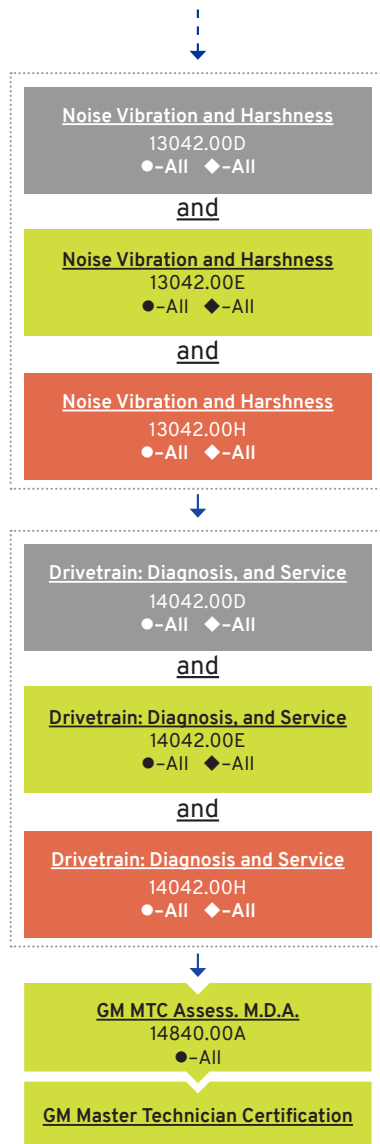 Noise Vibration and Harshness
13042.00D
●–All ◆–All
and
Noise Vibration and Harshness
13042.00E
●–All ◆–All
and
Noise Vibration and Harshness
13042.00H
●–All ◆–All
Drivetrain: Diagnosis, and Service
14042.00D
●–All ◆–All
and
Drivetrain: Diagnosis, and Service
14042.00E
●–All ◆–All
and
Drivetrain: Diagnosis and Service
14042.00H
●–All ◆–All
GM MTC Assess. M.D.A.
14840.00A
●–All
GM Master Technician Certification